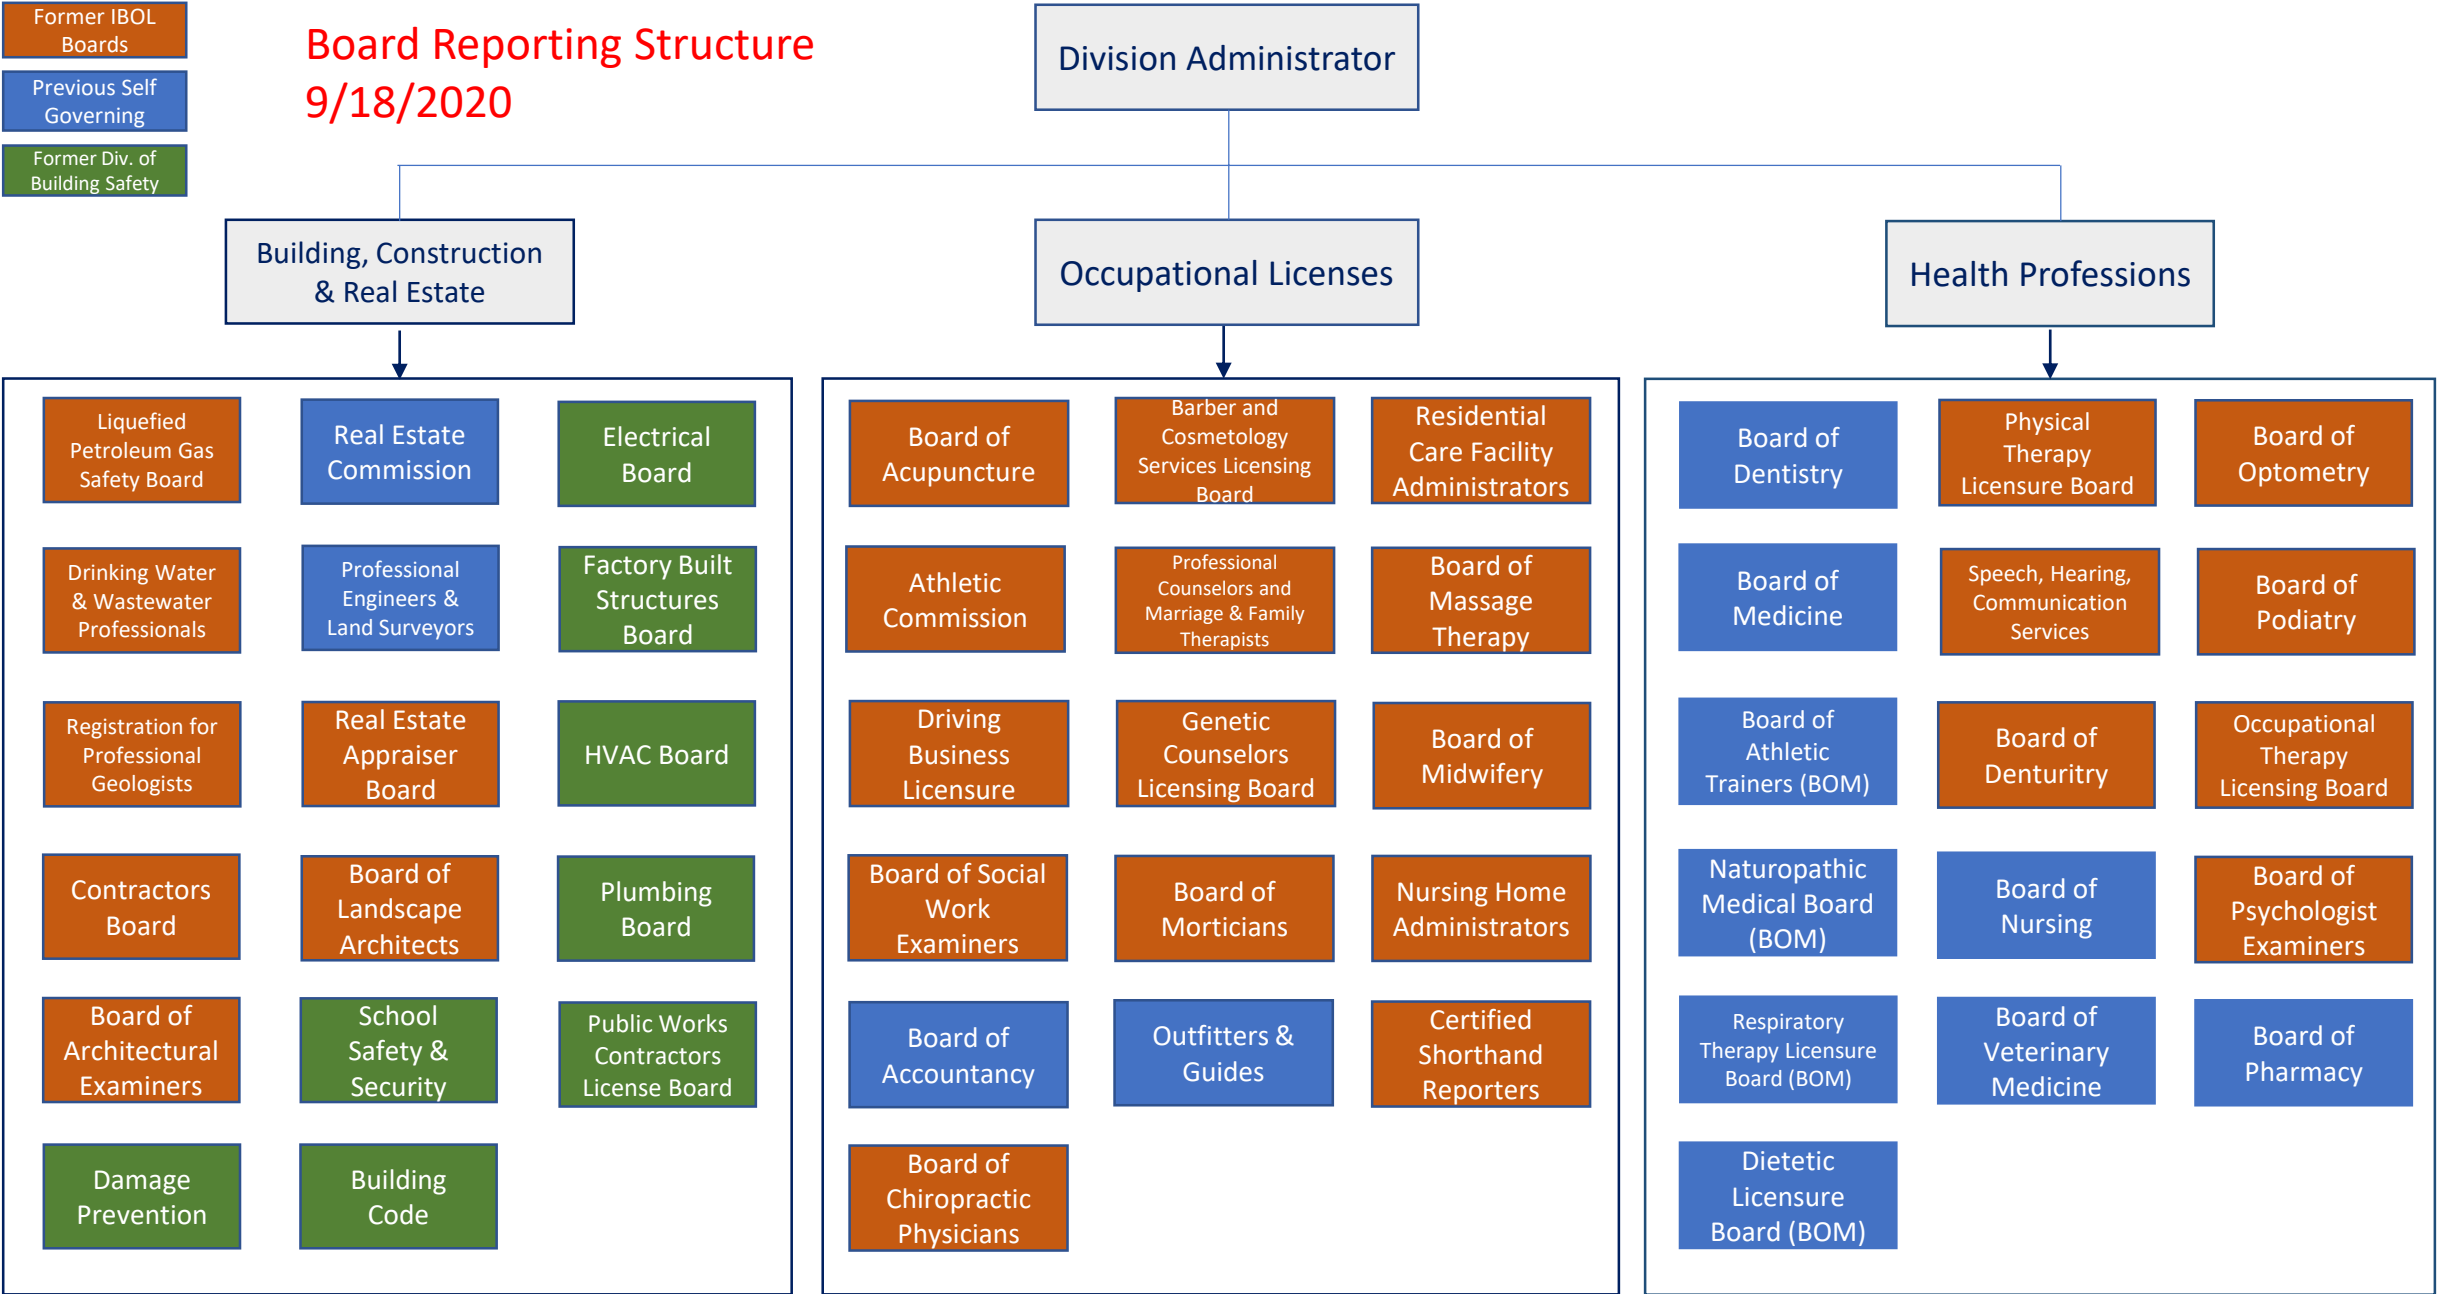 Former IBOL
Boards
Previous Self
Governing
Former Div. of
Building Safety
Board Reporting Structure
9/18/2020
Division Administrator
Building, Construction
& Real Estate
Occupational Licenses
Health Professions
Liquefied
Petroleum Gas
Safety Board
Real Estate
Commission
Electrical
Board
Drinking Water
& Wastewater
Professionals
Professional
Engineers &
Land Surveyors
Factory Built
Structures
Board
Registration for
Professional
Geologists
Real Estate
Appraiser
Board
HVAC Board
Contractors
Board
Board of
Landscape
Architects
Plumbing
Board
Board of
Architectural
Examiners
School
Safety &
Security
Public Works
Contractors
License Board
Damage
Prevention
Building
Code
Board of
Acupuncture
Barber and
Cosmetology
Services Licensing
Board
Residential
Care Facility
Administrators
Athletic
Commission
Professional
Counselors and
Marriage & Family
Therapists
Board of
Massage
Therapy
Driving
Business
Licensure
Genetic
Counselors
Licensing Board
Board of
Midwifery
Board of Social
Work
Examiners
Board of
Morticians
Nursing Home
Administrators
Board of
Accountancy
Outfitters &
Guides
Certified
Shorthand
Reporters
Board of
Chiropractic
Physicians
Board of
Dentistry
Physical
Therapy
Licensure Board
Board of
Optometry
Board of
Medicine
Speech, Hearing,
Communication
Services
Board of
Podiatry
Board of
Athletic
Trainers (BOM)
Board of
Denturitry
Occupational
Therapy
Licensing Board
Naturopathic
Medical Board
(BOM)
Board of
Nursing
Board of
Psychologist
Examiners
Respiratory
Therapy Licensure
Board (BOM)
Board of
Veterinary
Medicine
Board of
Pharmacy
Dietetic
Licensure
Board (BOM)